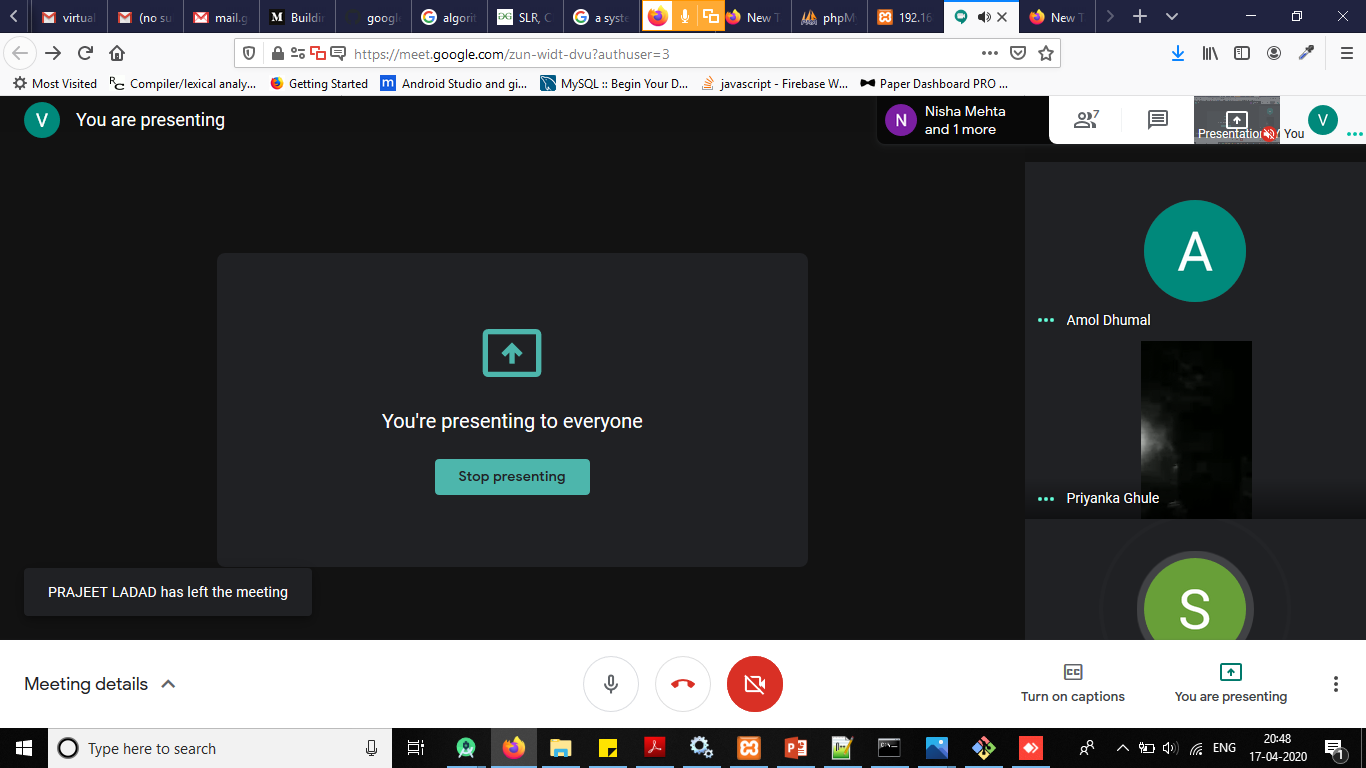 virtual
(no su
mail.g
M Buildin
google
algorit
SLR, C
a syste
New T
phpM
192.16
New T
https://meet.google.com/zun-widt-dvu?authuser=3
Most Visited
Compiler/lexical analy...
Getting Started
m Android Studio and gi...
MySQL :: Begin Your D...
javascript - Firebase W...
Paper Dashboard PRO ...
V You are presenting
N Nisha Mehta
and 1 more
7
Presentation
You
V
A
Amol Dhumal
You're presenting to everyone
Stop presenting
Priyanka Ghule
PRAJEET LADAD has left the meeting
S
Meeting details
CC
Turn on captions
You are presenting
Type here to search
ENG
20:48
17-04-2020
1